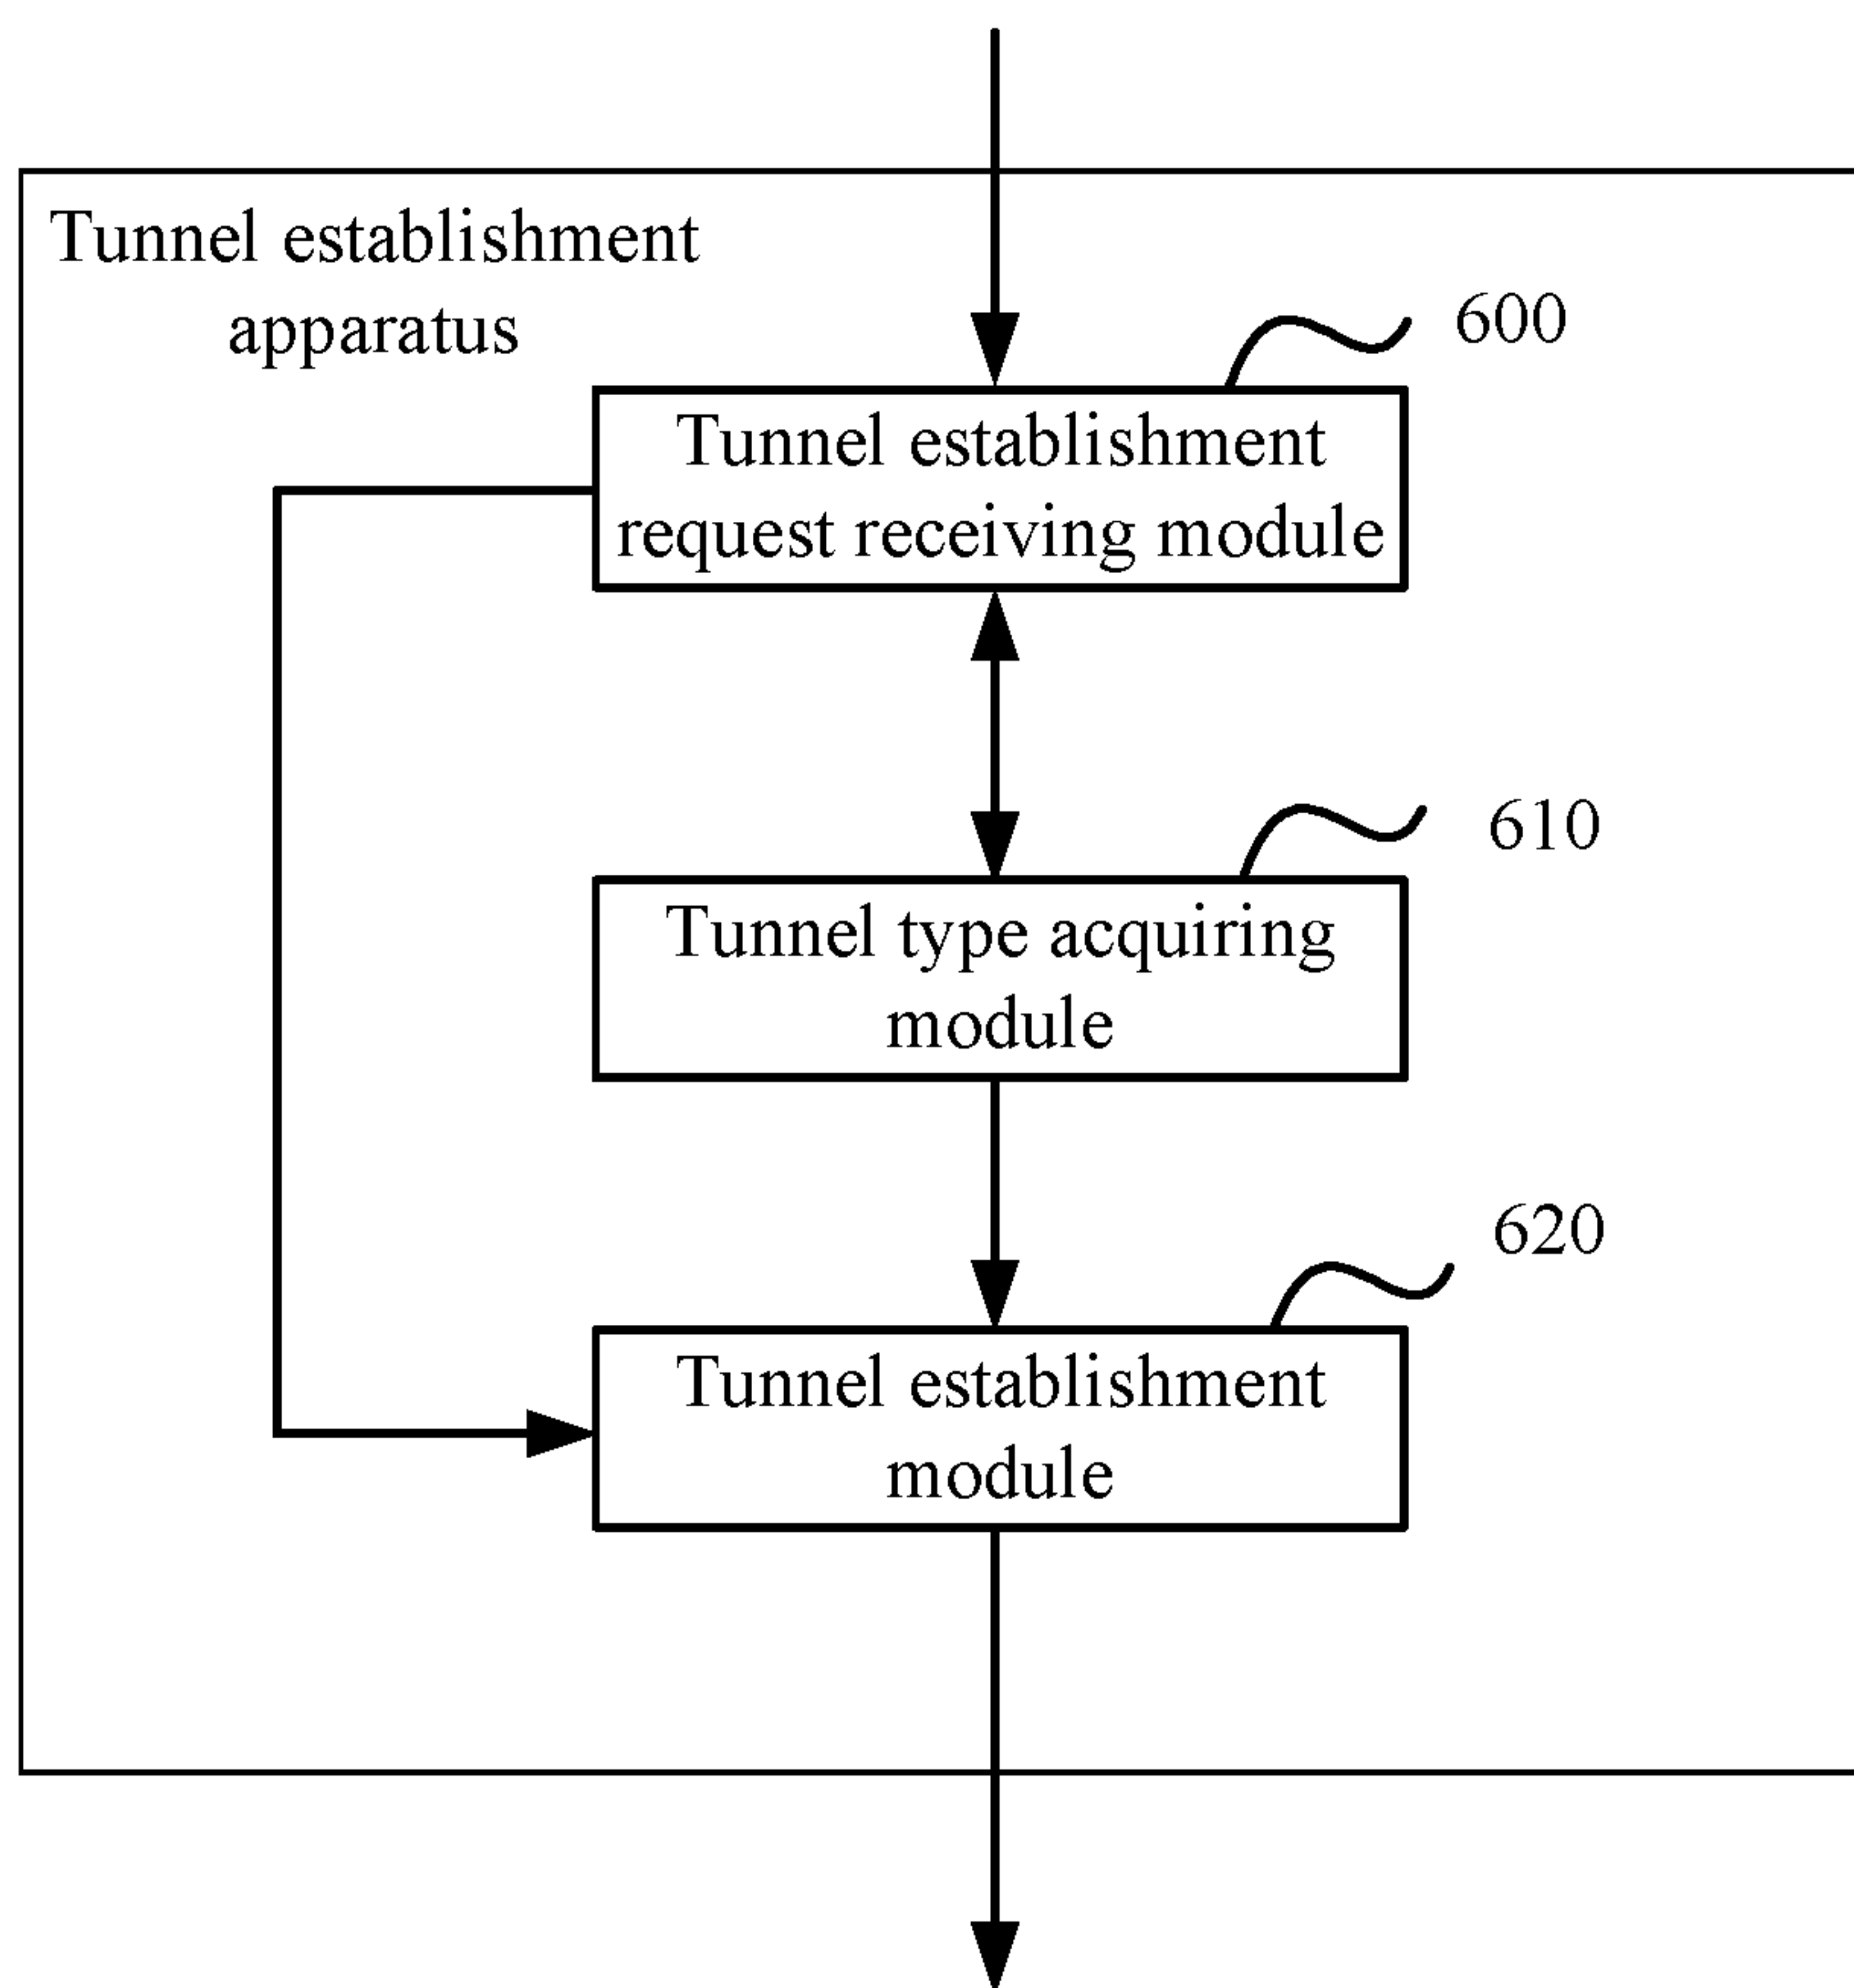 Tunnel establishment
apparatus
600
Tunnel establishment
request receiving module
610
Tunnel type acquiring
module
620
Tunnel establishment
module